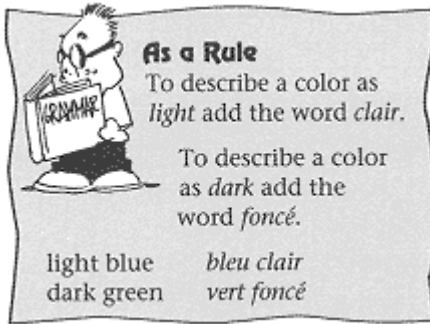 GRAMMAR
As a Rule
To describe a color as
light add the word clair.
To describe a color
as dark add the
word foncé.
light blue bleu clair
dark green vert foncé